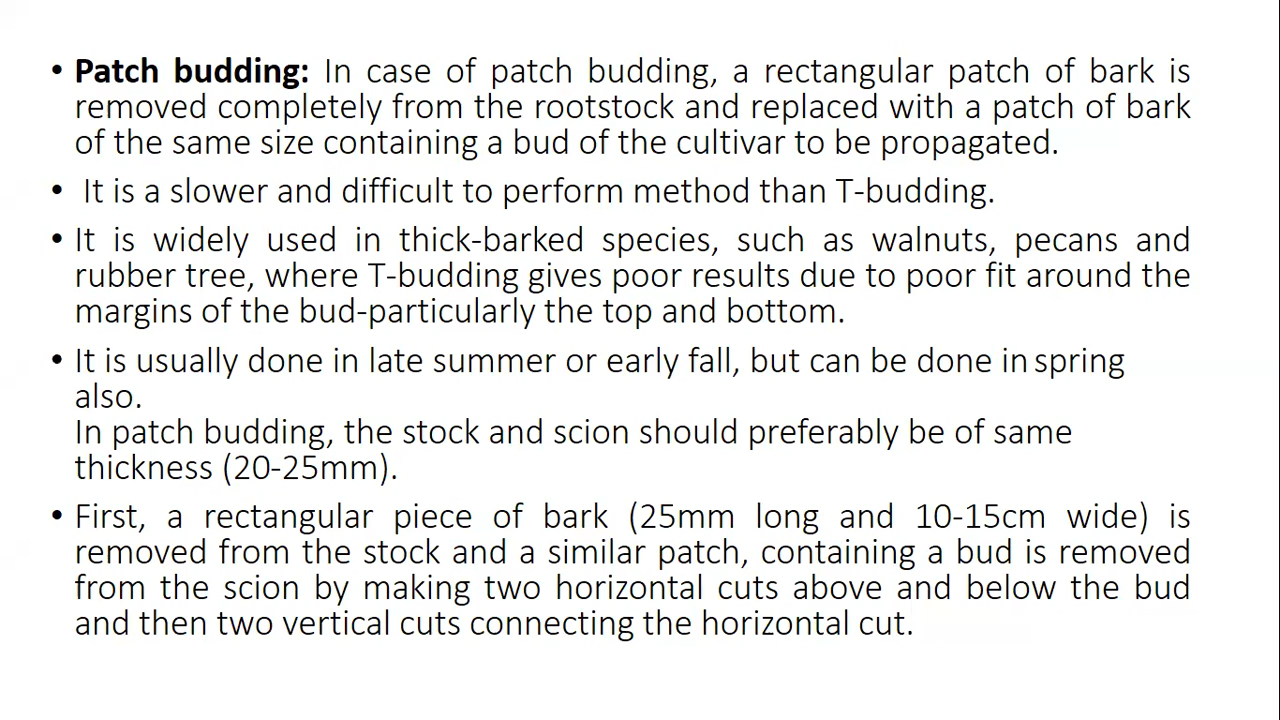 • Patch budding: In case of patch budding, a rectangular patch of bark is
removed completely from the rootstock and replaced with a patch of bark
of the same size containing a bud of the cultivar to be propagated.
• It is a slower and difficult to perform method than T-budding.
• It is widely used in thick-barked species, such as walnuts, pecans and
rubber tree, where T-budding gives poor results due to poor fit around the
margins of the bud-particularly the top and bottom.
• It is usually done in late summer or early fall, but can be done in spring
also.
In patch budding, the stock and scion should preferably be of same
thickness (20-25mm).
• First, a rectangular piece of bark (25mm long and 10-15cm wide) is
removed from the stock and a similar patch, containing a bud is removed
from the scion by making two horizontal cuts above and below the bud
and then two vertical cuts connecting the horizontal cut.